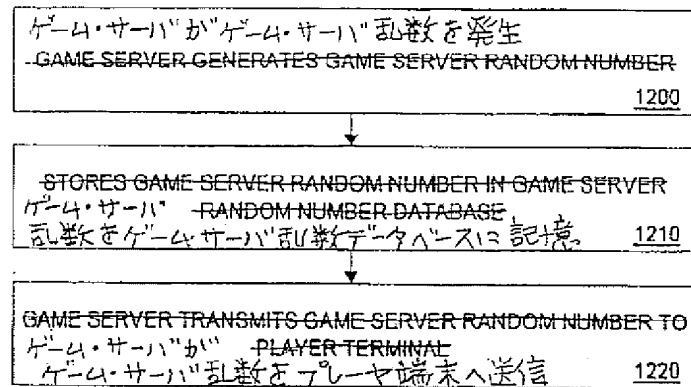 ゲーム・サーバがゲーム・サーバ乱数を発生
GAME SERVER GENERATES GAME SERVER RANDOM NUMBER
1200
STORES GAME SERVER RANDOM NUMBER IN GAME SERVER
ゲーム・サーバ RANDOM NUMBER DATABASE
乱数をゲーム・サーバ乱数データベースに記憶 1210
GAME SERVER TRANSMITS GAME SERVER RANDOM NUMBER TO
ゲーム・サーバが PLAYER TERMINAL
ゲーム・サーバ乱数をプレーヤ端末へ送信 1220